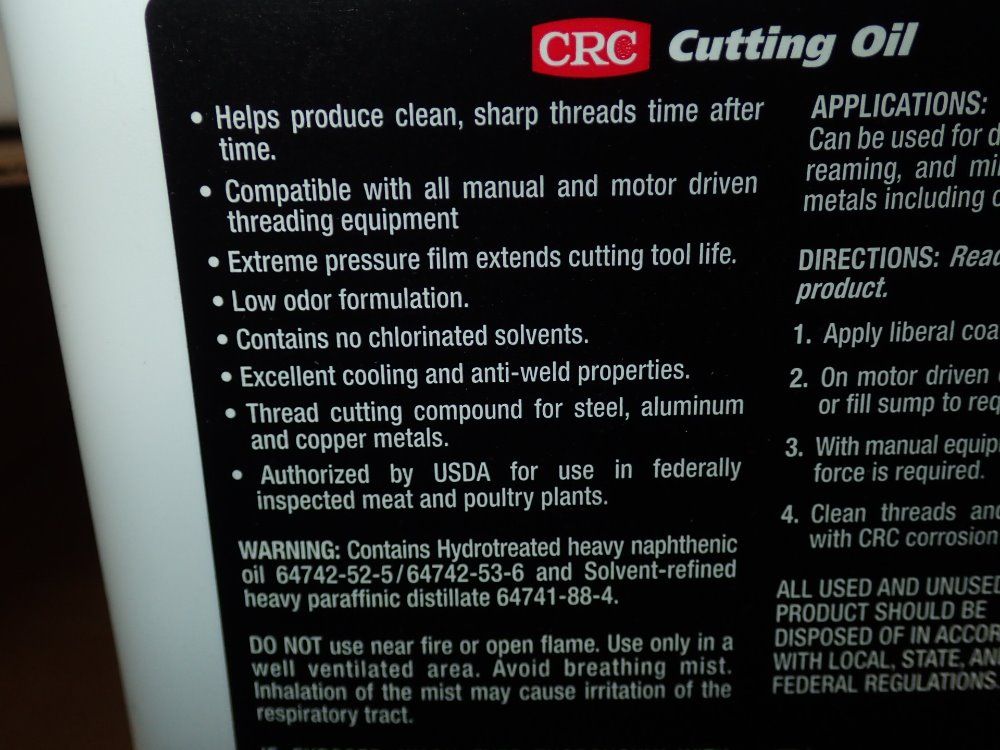 CRC Cutting Oil
• Helps produce clean, sharp threads time after
time.
• Compatible with all manual and motor driven
threading equipment
• Extreme pressure film extends cutting tool life.
• Low odor formulation.
• Contains no chlorinated solvents.
• Excellent cooling and anti-weld properties.
• Thread cutting compound for steel, aluminum
and copper metals.
• Authorized by USDA for use in federally
inspected meat and poultry plants.
WARNING: Contains Hydrotreated heavy naphthenic
oil 64742-52-5/64742-53-6 and Solvent-refined
heavy paraffinic distillate 64741-88-4.
DO NOT use near fire or open flame. Use only in a
well ventilated area. Avoid breathing mist.
Inhalation of the mist may cause irritation of the
respiratory tract.
APPLICATIONS:
Can be used for
reaming, and
metals including
DIRECTIONS:
product.
1. Apply liberal
2. On motor driven
or fill sump to
3. With manual
force is required.
4. Clean threads
with CRC corrosion
ALL USED AND
PRODUCT SHOULD BE
DISPOSED OF IN
WITH LOCAL, STATE,
FEDERAL REGULATIONS.